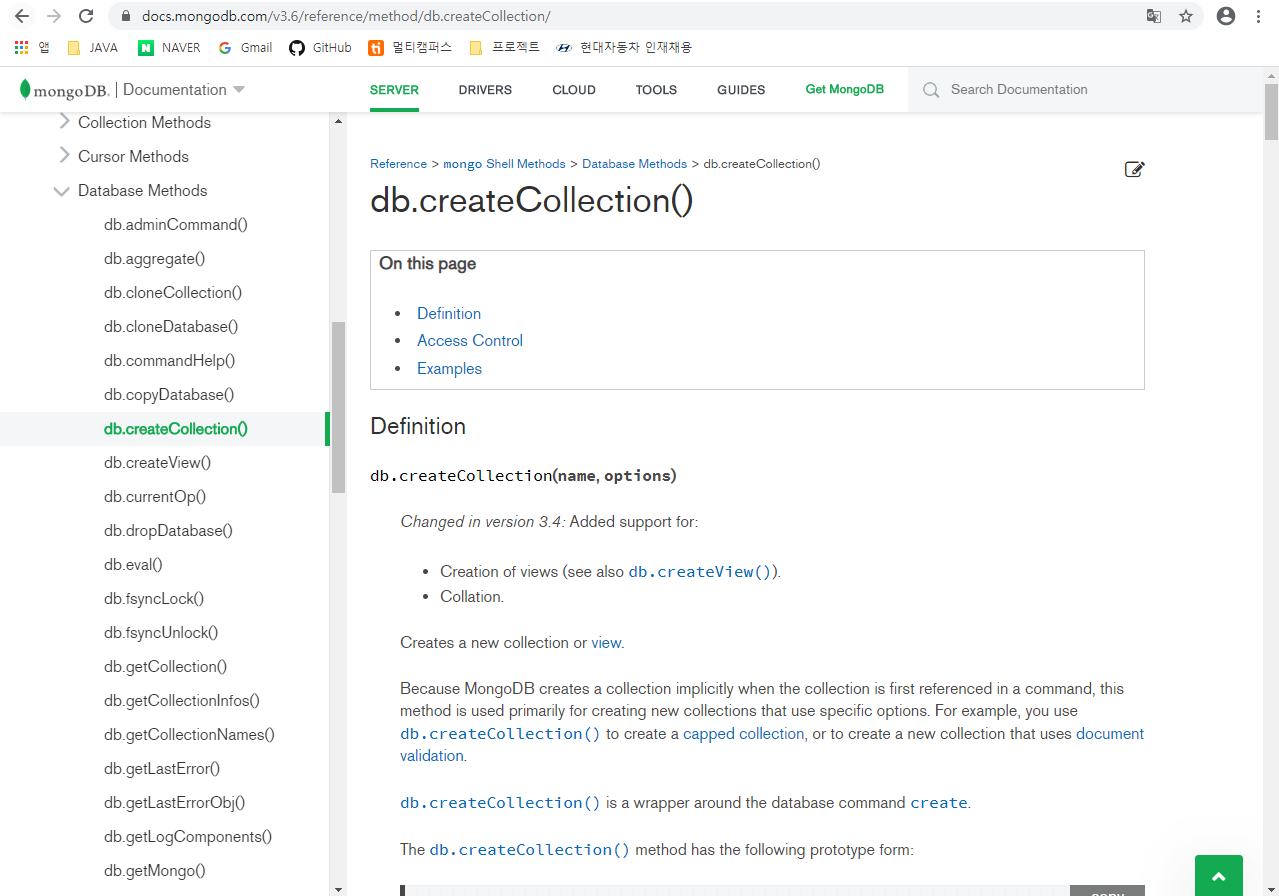 docs.mongodb.com/v3.6/reference/method/db.createCollection/
앱 JAVA NAVER Gmail GitHub 멀티캠퍼스 프로젝트 현대자동차 인재채용
mongoDB. | Documentation SERVER DRIVERS CLOUD TOOLS GUIDES Get MongoDB Search Documentation
Collection Methods
Cursor Methods
Database Methods
db.adminCommand()
db.aggregate()
db.cloneCollection()
db.cloneDatabase()
db.commandHelp()
db.copyDatabase()
db.createCollection()
db.createView()
db.currentOp()
db.dropDatabase()
db.eval()
db.fsyncLock()
db.fsyncUnlock()
db.getCollection()
db.getCollectionInfos()
db.getCollectionNames()
db.getLastError()
db.getLastErrorObj()
db.getLogComponents()
db.getMongo()
Reference > mongo Shell Methods > Database Methods > db.createCollection()
db.createCollection()
On this page
• Definition
• Access Control
• Examples
Definition
db.createCollection(name, options)
Changed in version 3.4: Added support for:
• Creation of views (see also db.createView()).
• Collation.
Creates a new collection or view.
Because MongoDB creates a collection implicitly when the collection is first referenced in a command, this
method is used primarily for creating new collections that use specific options. For example, you use
db.createCollection() to create a capped collection, or to create a new collection that uses document
validation.
db.createCollection() is a wrapper around the database command create.
The db.createCollection() method has the following prototype form:
copy